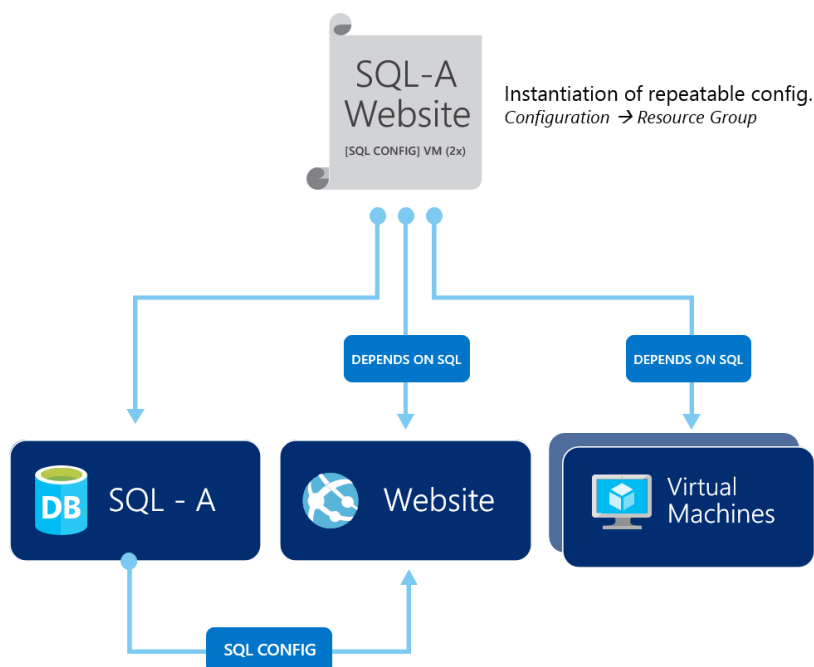 SQL-A
Website
[SQL CONFIG] VM (2x)
Instantiation of repeatable config.
Configuration → Resource Group
DEPENDS ON SQL
DEPENDS ON SQL
DB
SQL - A
Website
Virtual
Machines
SQL CONFIG